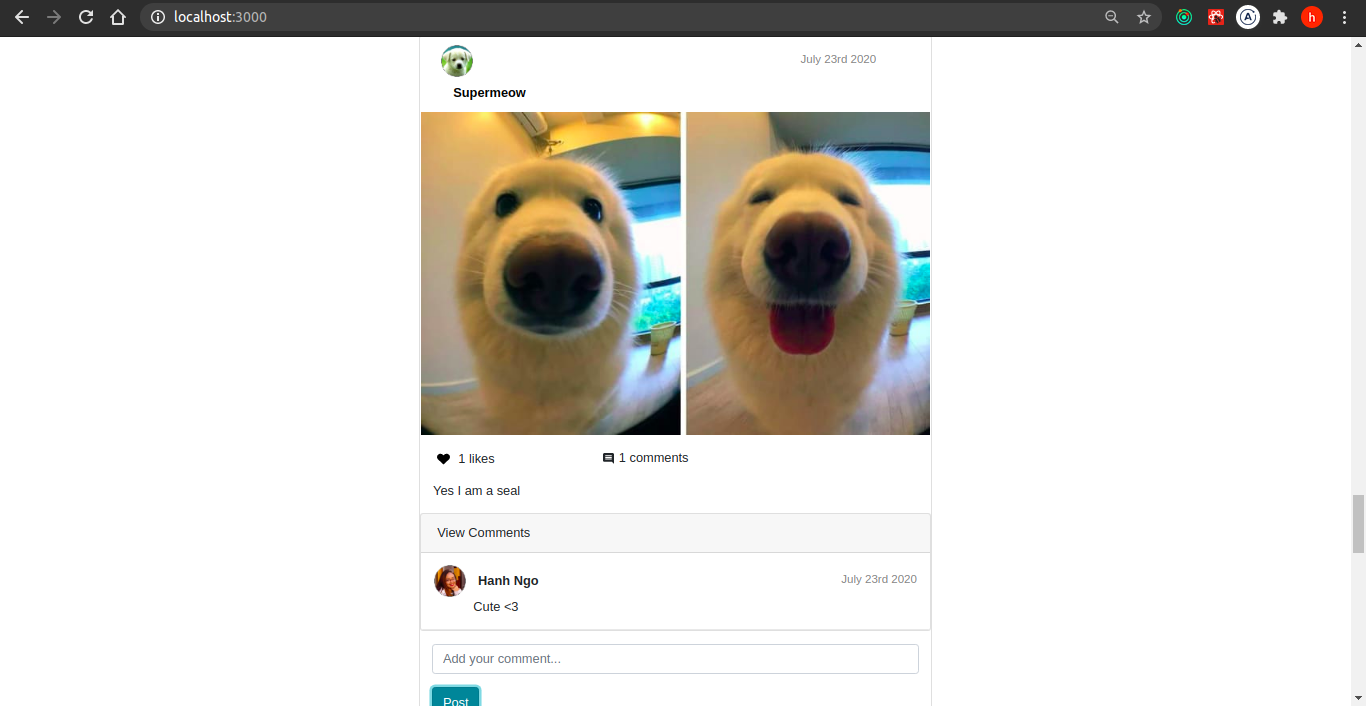 localhost:3000
h
July 23rd 2020
Supermeow
1 likes
1 comments
Yes I am a seal
View Comments
Hanh Ngo
July 23rd 2020
Cute <3
Add your comment...
Post